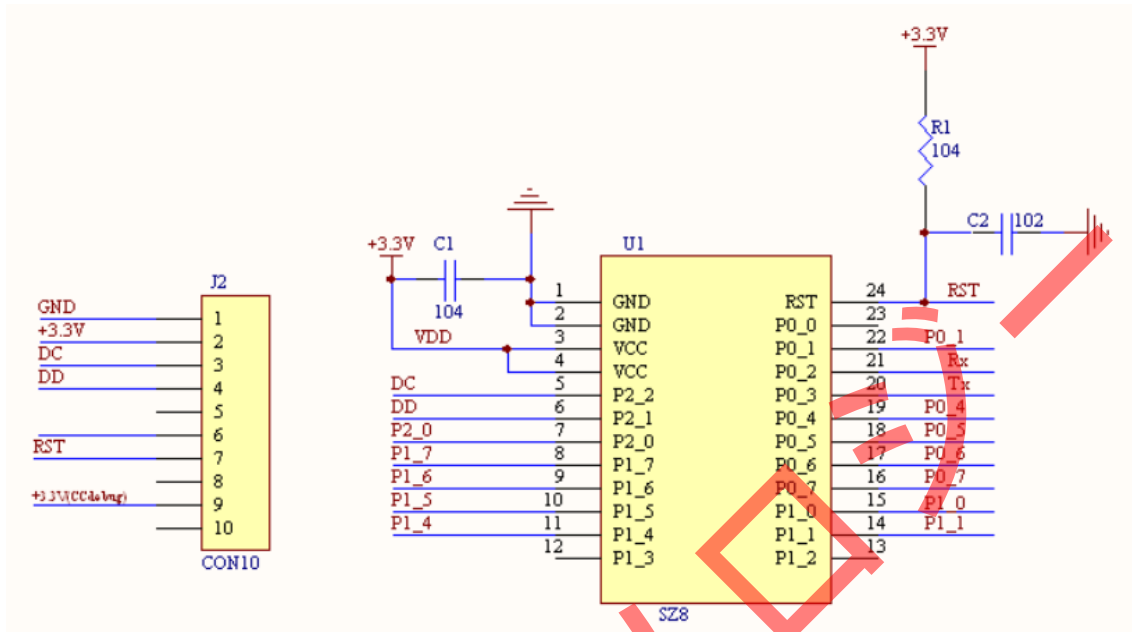 +3.3V
R1
104
C2
102
+3.3V
C1
104
U1
J2
GND
+3.3V
DC
DD
RST
1
2
3
4
5
6
7
8
9
10
CON10
VDD
DC
DD
P2_0
P1_7
P1_6
P1_5
P1_4
1
2
3
4
5
6
7
8
9
10
11
12
GND
GND
VCC
VCC
P2_2
P2_1
P2_0
P1_7
P1_6
P1_5
P1_4
P1_3
RST
P0_0
P0_1
P0_2
P0_3
P0_4
P0_5
P0_6
P0_7
P1_0
P1_1
P1_2
24
23
22
21
20
19
18
17
16
15
14
13
RST
P0_1
Rx
Tx
P0_4
P0_5
P0_6
P0_7
P1_0
P1_1
SZ8